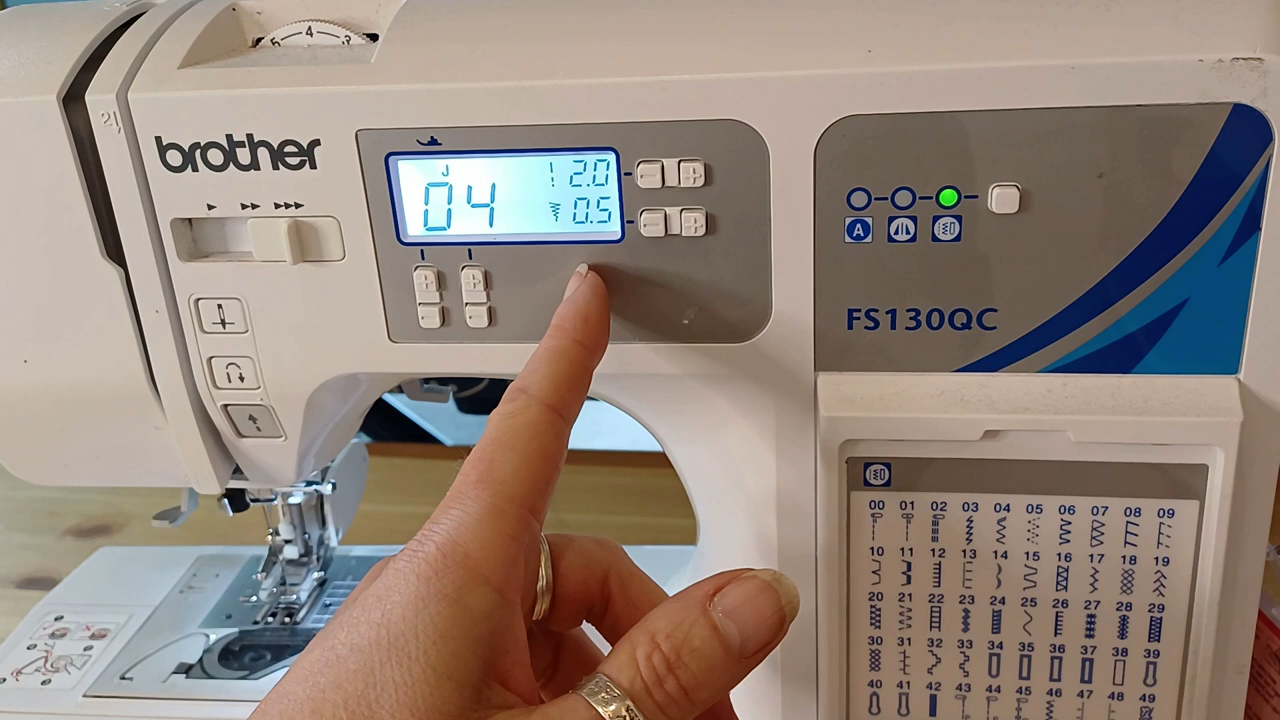 5 4 3
brother
J
04
2.0
0.5
A
FS130QC
00 01 02 03 04 05 06 07 08 09
10 11 12 13 14 15 16 17 18 19
20 21 22 23 24 25 26 27 28 29
30 31 32 33 34 35 36 37 38 39
40 41 42 43 44 45 46 47 48 49